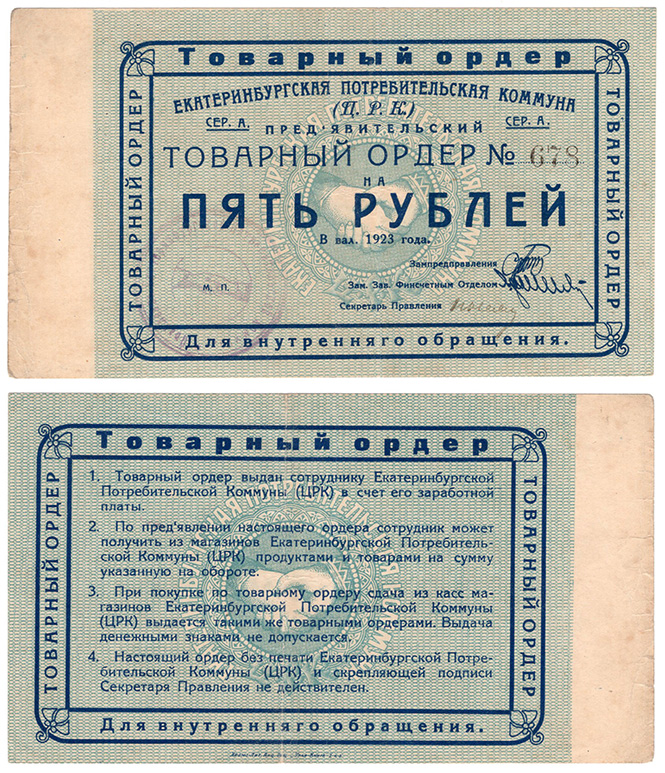 Товарный ордер
ЕКАТЕРИНБУРГСКАЯ ПОТРЕБИТЕЛЬСКАЯ КОММУНА
(Ц. Р. К.)
СЕР. А. ПРЕД'ЯВИТЕЛЬСКИЙ СЕР. А.
ТОВАРНЫЙ ОРДЕР № 678
НА
ПЯТЬ РУБЛЕЙ
В вал. 1923 года.
Зампредправления
М. П. Зам. Зав. Финсчетным Отделом
Секретарь Правления
Для внутренняго обращения.
ТОВАРНЫЙ ОРДЕР
ТОВАРНЫЙ ОРДЕР
Товарный ордер
1. Товарный ордер выдан сотруднику Екатеринбургской
Потребительской Коммуны (ЦРК) в счет его заработной
платы.
2. По пред'явлении настоящего ордера сотрудник может
получить из магазинов Екатеринбургской Потребитель-
ской Коммуны (ЦРК) продуктами и товарами на сумму
указанную на обороте.
3. При покупке по товарному ордеру сдача из касс ма-
газинов Екатеринбургской Потребительской Коммуны
(ЦРК) выдается такими же товарными ордерами. Выдача
денежными знаками не допускается.
4. Настоящий ордер без печати Екатеринбургской Потре-
бительской Коммуны (ЦРК) и скрепляющей подписи
Секретаря Правления не действителен.
Для внутренняго обращения.
ТОВАРНЫЙ ОРДЕР
ТОВАРНЫЙ ОРДЕР